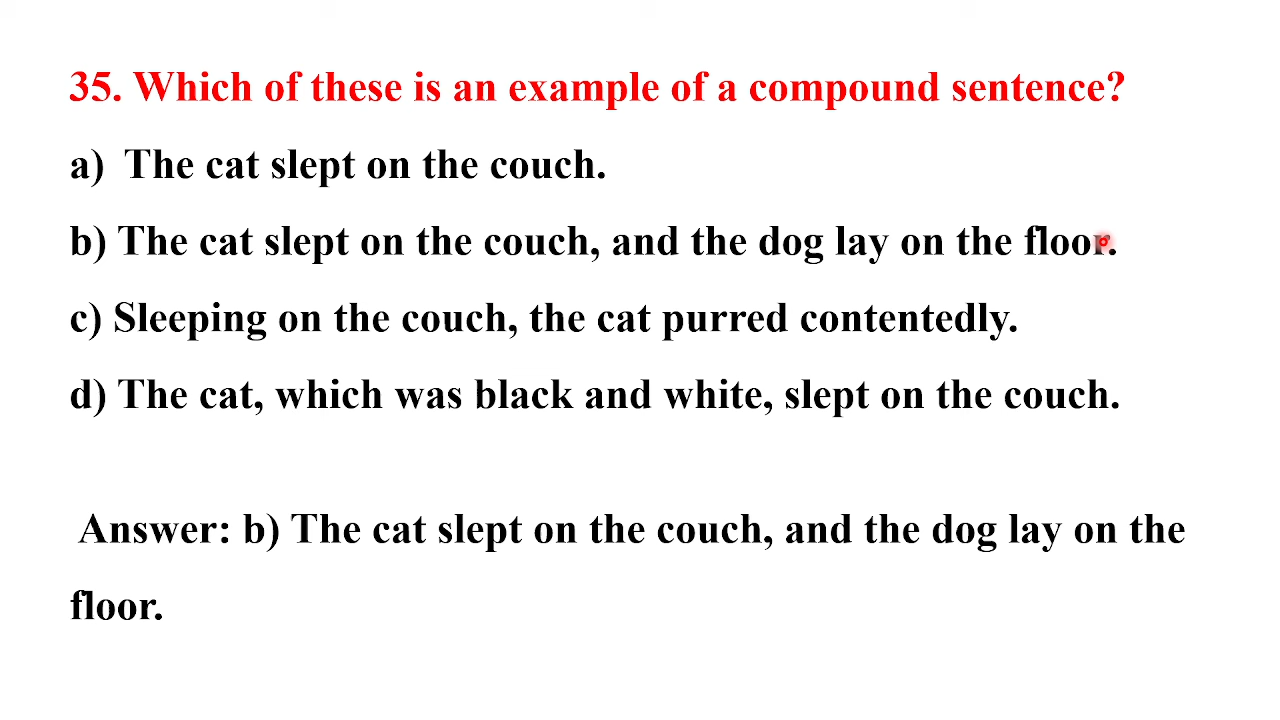 35. Which of these is an example of a compound sentence?
a) The cat slept on the couch.
b) The cat slept on the couch, and the dog lay on the floor.
c) Sleeping on the couch, the cat purred contentedly.
d) The cat, which was black and white, slept on the couch.
Answer: b) The cat slept on the couch, and the dog lay on the
floor.